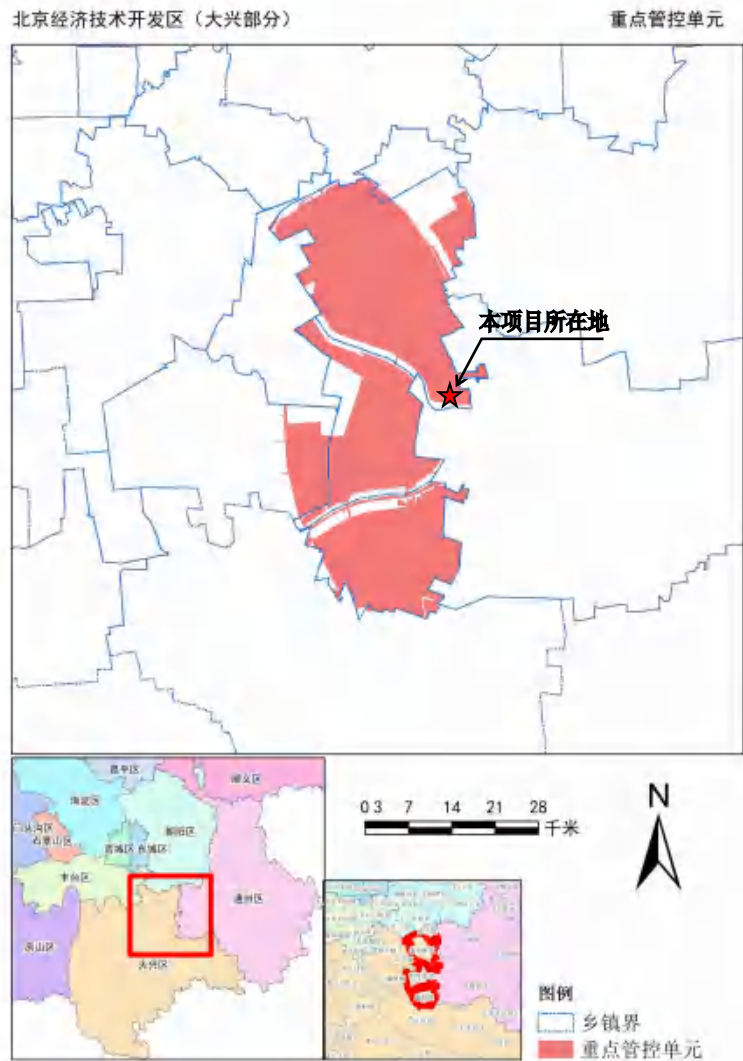 北京经济技术开发区（大兴部分）
重点管控单元
本项目所在地
昌平区
顺义区
海淀区
门头沟区
石景山区
朝阳区
西城区
东城区
丰台区
通州区
房山区
大兴区
0 3 7 14 21 28
千米
N
图例
乡镇界
重点管控单元